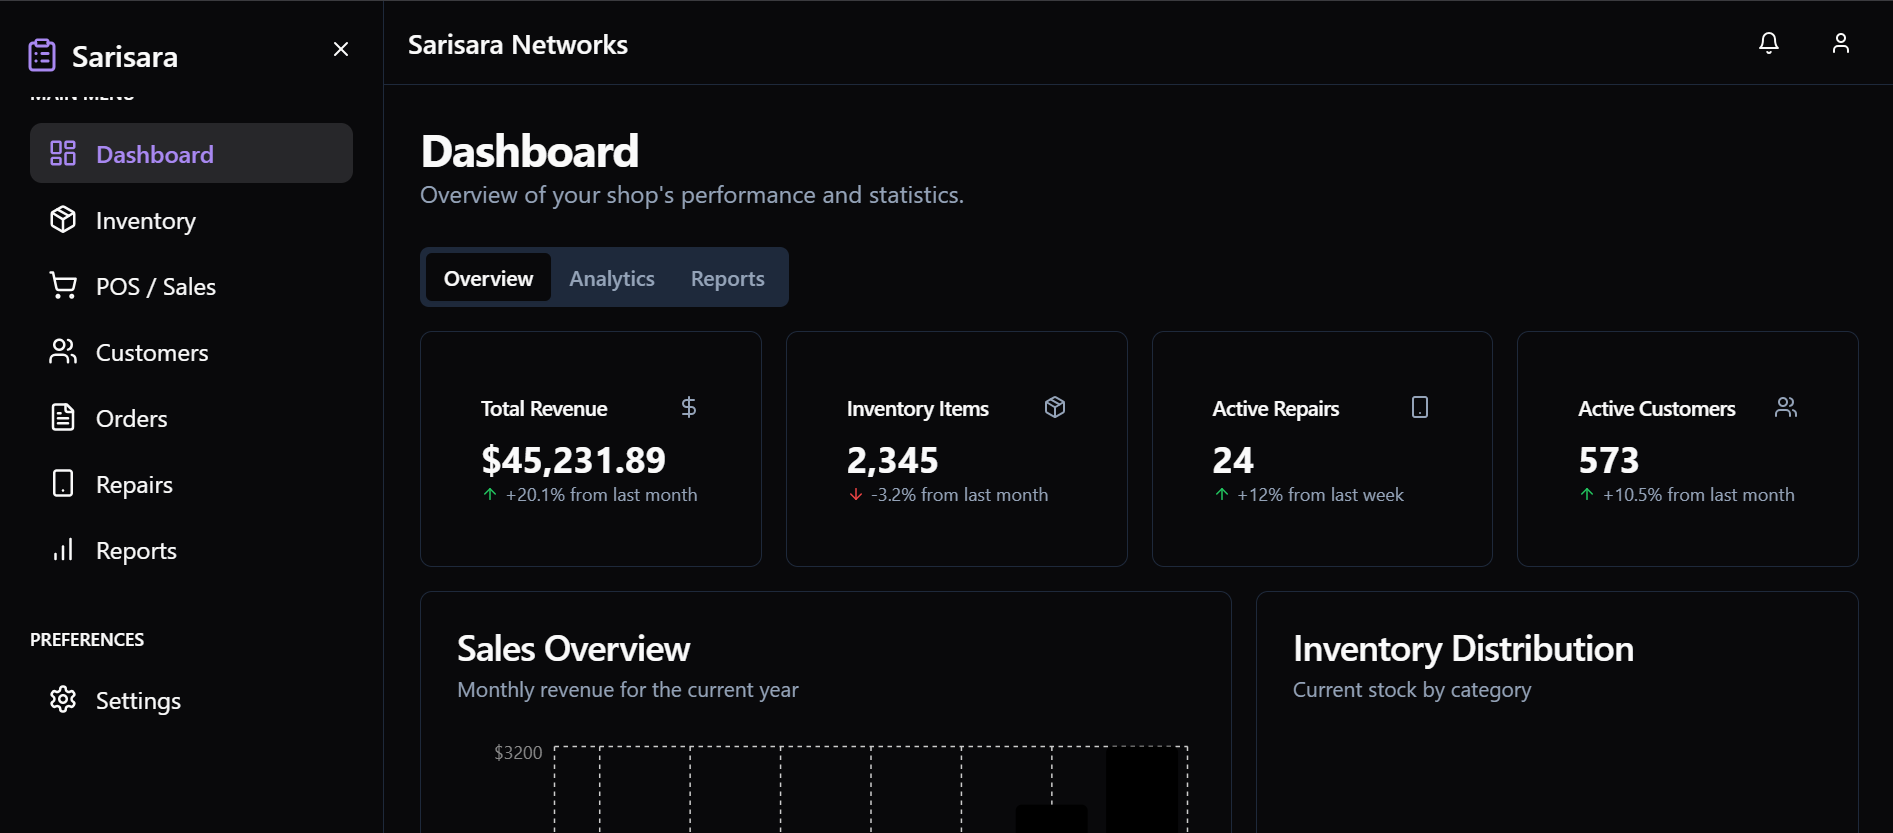 Sarisara
MAIN MENU
Dashboard
Inventory
POS / Sales
Customers
Orders
Repairs
Reports
PREFERENCES
Settings
Sarisara Networks
Dashboard
Overview of your shop's performance and statistics.
Overview Analytics Reports
Total Revenue
$45,231.89
+20.1% from last month
Inventory Items
2,345
-3.2% from last month
Active Repairs
24
+12% from last week
Active Customers
573
+10.5% from last month
Sales Overview
Monthly revenue for the current year
$3200
Inventory Distribution
Current stock by category